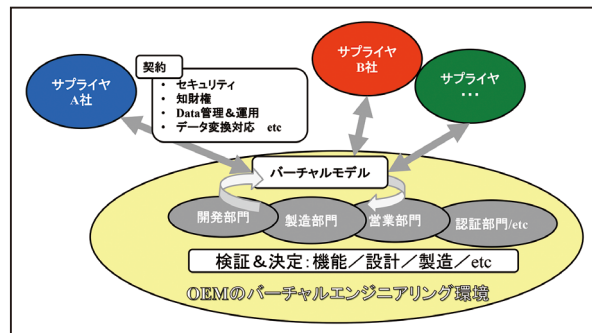 サプライヤ
A社
契約
・ セキュリティ
・ 知財権
・ Data管理＆運用
・ データ変換対応 etc
サプライヤ
B社
サプライヤ
・・・
バーチャルモデル
開発部門
製造部門
営業部門
認証部門/etc
検証＆決定：機能／設計／製造／etc
OEMのバーチャルエンジニアリング環境